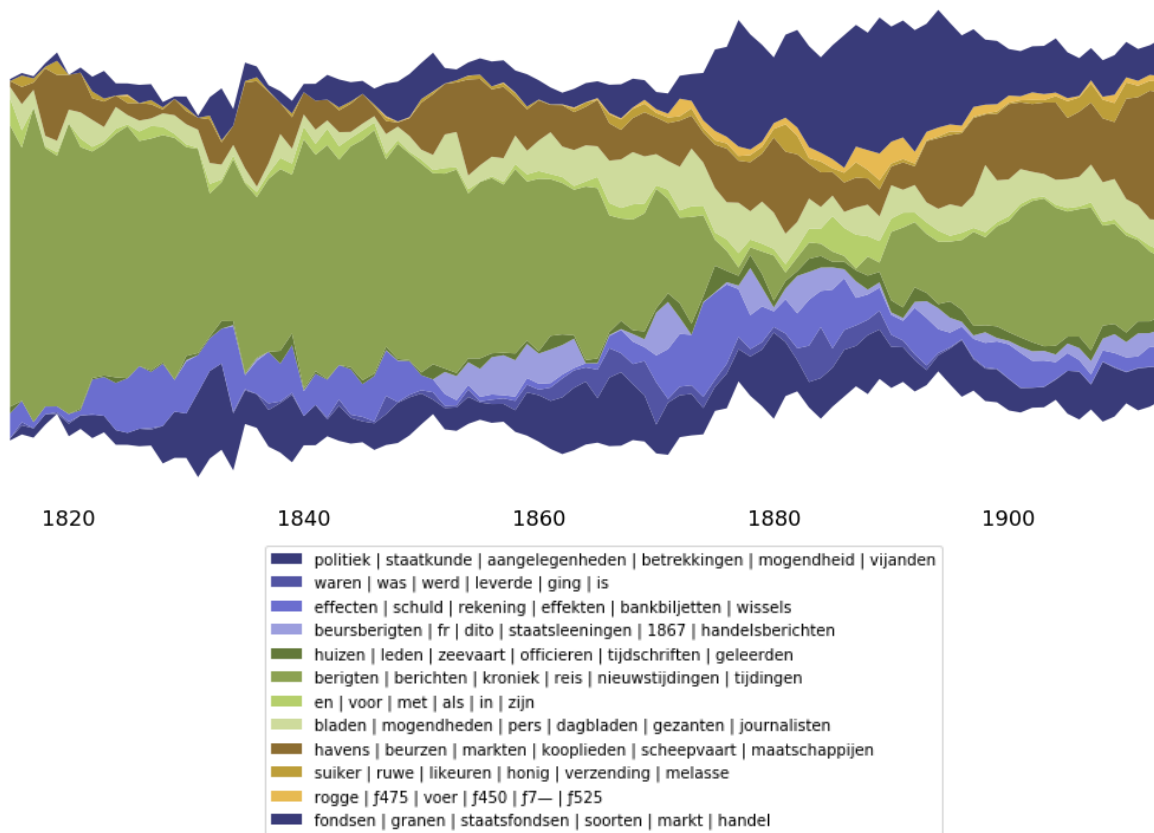 1820 1840 1860 1880 1900
politiek | staatkunde | aangelegenheden | betrekkingen | mogendheid | vijanden
waren | was | werd | leverde | ging | is
effecten | schuld | rekening | effekten | bankbiljetten | wissels
beursberigten | fr | dito | staatsleeningen | 1867 | handelsberichten
huizen | leden | zeevaart | officieren | tijdschriften | geleerden
berigten | berichten | kroniek | reis | nieuwstijdingen | tijdingen
en | voor | met | als | in | zijn
bladen | mogendheden | pers | dagbladen | gezanten | journalisten
havens | beurzen | markten | kooplieden | scheepvaart | maatschappijen
suiker | ruwe | likeuren | honig | verzending | melasse
rogge | ƒ475 | voer | ƒ450 | ƒ7— | ƒ525
fondsen | granen | staatsfondsen | soorten | markt | handel